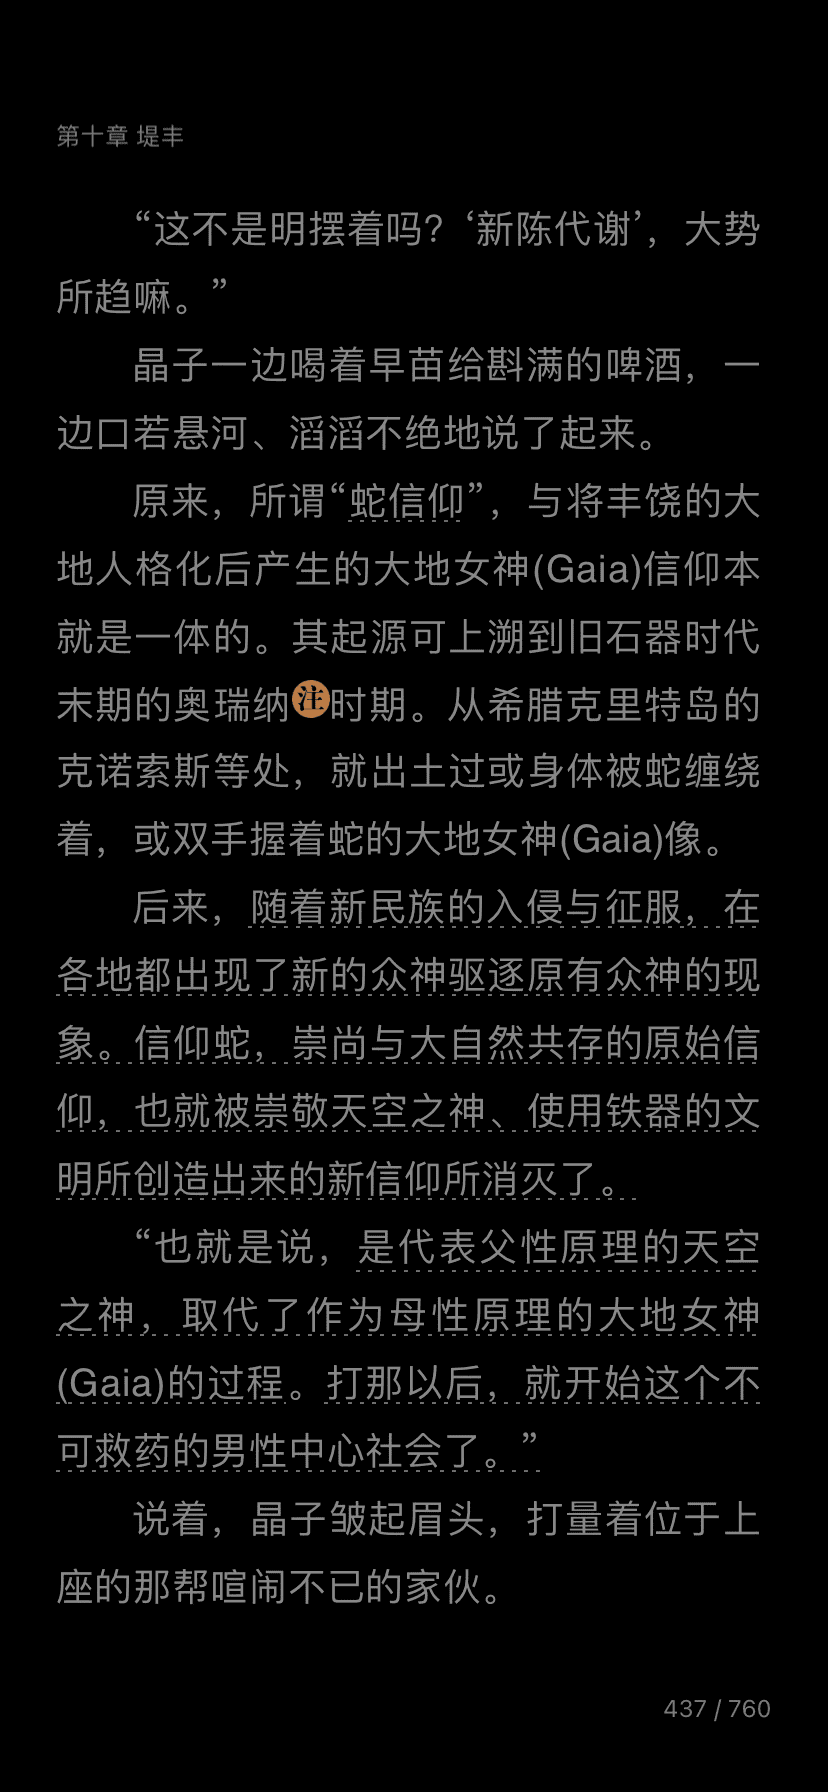 第十章 堤丰
“这不是明摆着吗？‘新陈代谢’，大势
所趋嘛。”
晶子一边喝着早苗给斟满的啤酒，一
边口若悬河、滔滔不绝地说了起来。
原来，所谓“蛇信仰”，与将丰饶的大
地人格化后产生的大地女神(Gaia)信仰本
就是一体的。其起源可上溯到旧石器时代
末期的奥瑞纳注时期。从希腊克里特岛的
克诺索斯等处，就出土过或身体被蛇缠绕
着，或双手握着蛇的大地女神(Gaia)像。
后来，随着新民族的入侵与征服，在
各地都出现了新的众神驱逐原有众神的现
象。信仰蛇，崇尚与大自然共存的原始信
仰，也就被崇敬天空之神、使用铁器的文
明所创造出来的新信仰所消灭了。
“也就是说，是代表父性原理的天空
之神，取代了作为母性原理的大地女神
(Gaia)的过程。打那以后，就开始这个不
可救药的男性中心社会了。”
说着，晶子皱起眉头，打量着位于上
座的那帮喧闹不已的家伙。
437 / 760